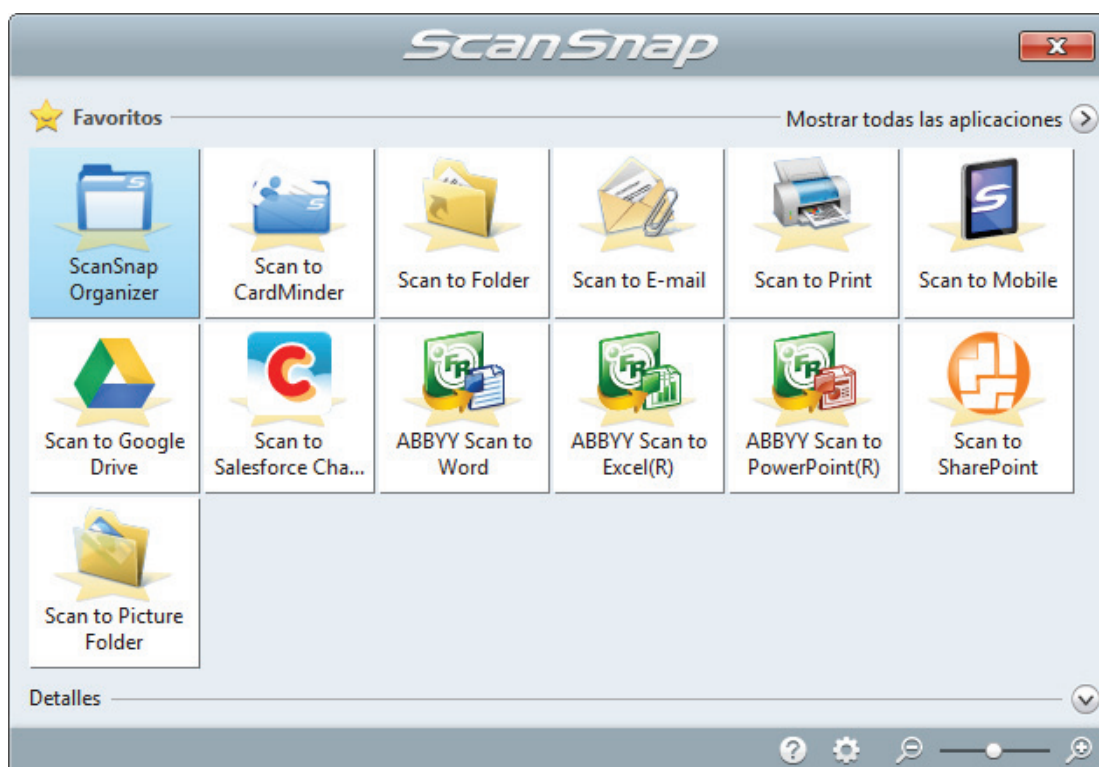 ScanSnap
Favoritos
Mostrar todas las aplicaciones
ScanSnap
Organizer
Scan to
CardMinder
Scan to Folder
Scan to E-mail
Scan to Print
Scan to Mobile
Scan to Google
Drive
Scan to
Salesforce Cha...
ABBYY Scan to
Word
ABBYY Scan to
Excel(R)
ABBYY Scan to
PowerPoint(R)
Scan to
SharePoint
Scan to Picture
Folder
Detalles